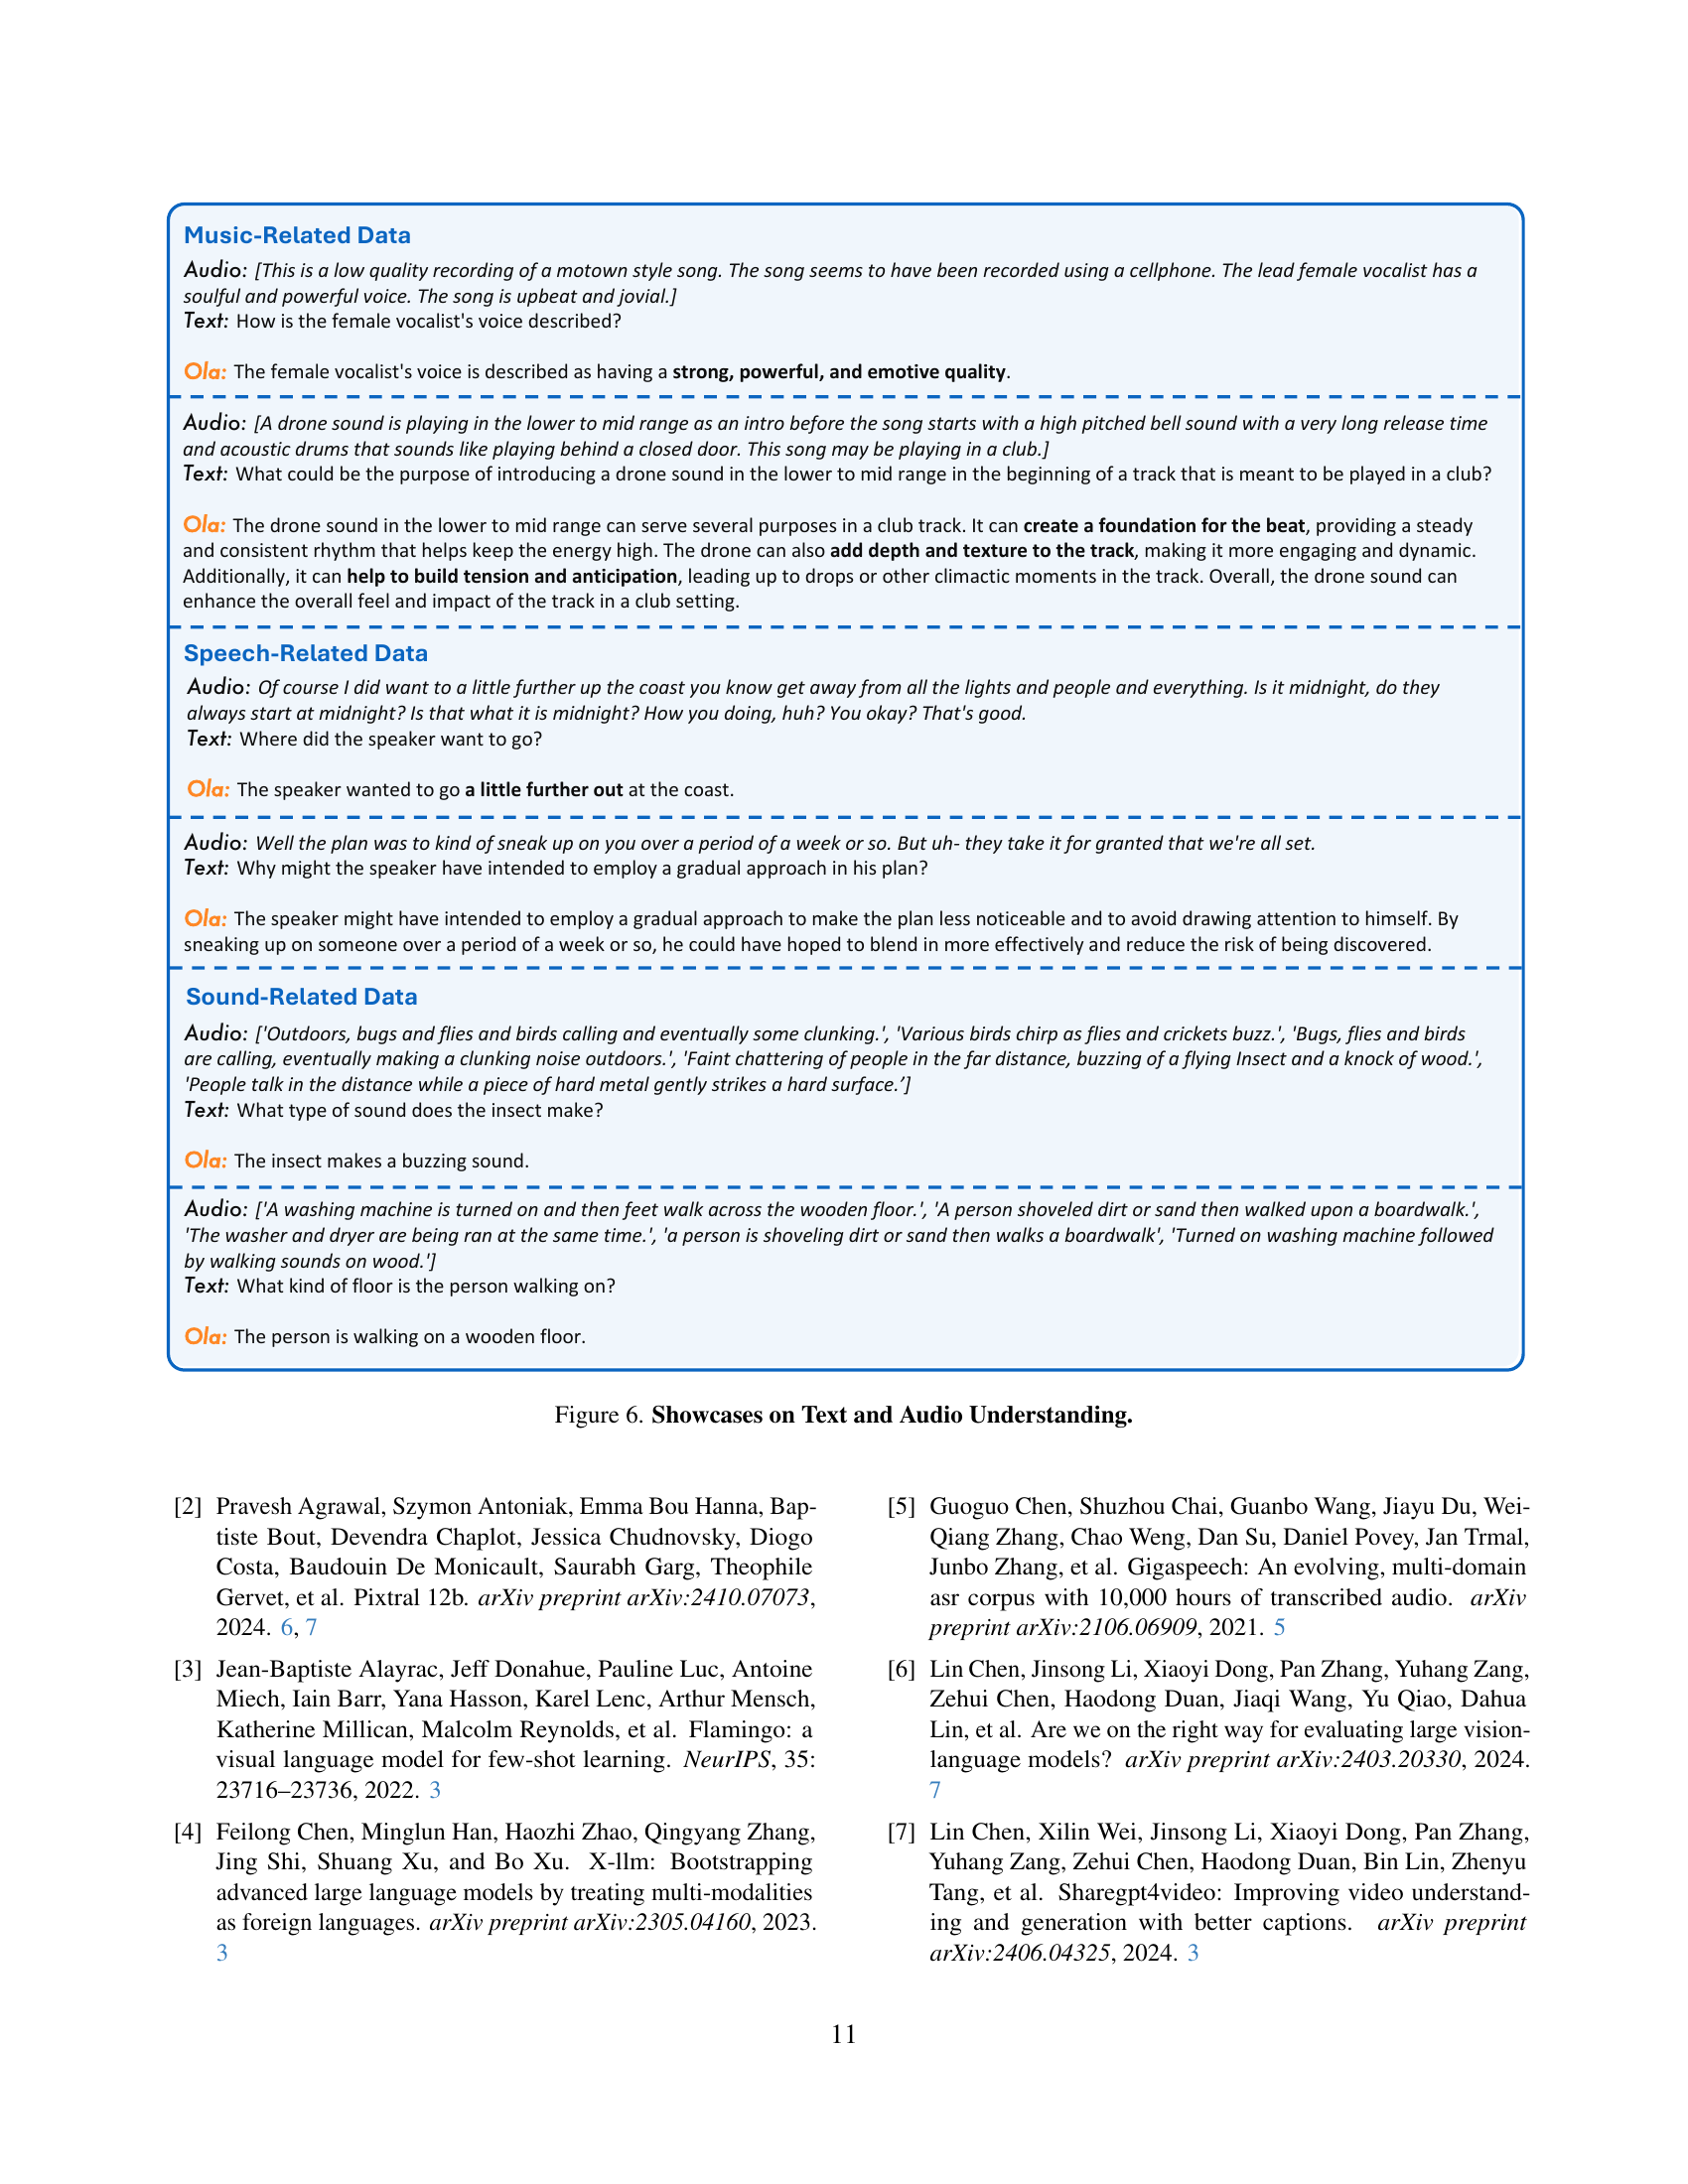 Music-Related Data
Audio: [This is a low quality recording of a motown style song. The song seems to have been recorded using a cellphone. The lead female vocalist has a
soulful and powerful voice. The song is upbeat and jovial.]
Text: How is the female vocalist's voice described?
Ola: The female vocalist's voice is described as having a strong, powerful, and emotive quality.
Audio: [A drone sound is playing in the lower to mid range as an intro before the song starts with a high pitched bell sound with a very long release time
and acoustic drums that sounds like playing behind a closed door. This song may be playing in a club.]
Text: What could be the purpose of introducing a drone sound in the lower to mid range in the beginning of a track that is meant to be played in a club?
Ola: The drone sound in the lower to mid range can serve several purposes in a club track. It can create a foundation for the beat, providing a steady
and consistent rhythm that helps keep the energy high. The drone can also add depth and texture to the track, making it more engaging and dynamic.
Additionally, it can help to build tension and anticipation, leading up to drops or other climactic moments in the track. Overall, the drone sound can
enhance the overall feel and impact of the track in a club setting.
Speech-Related Data
Audio: Of course I did want to a little further up the coast you know get away from all the lights and people and everything. Is it midnight, do they
always start at midnight? Is that what it is midnight? How you doing, huh? You okay? That's good.
Text: Where did the speaker want to go?
Ola: The speaker wanted to go a little further out at the coast.
Audio: Well the plan was to kind of sneak up on you over a period of a week or so. But uh- they take it for granted that we're all set.
Text: Why might the speaker have intended to employ a gradual approach in his plan?
Ola: The speaker might have intended to employ a gradual approach to make the plan less noticeable and to avoid drawing attention to himself. By
sneaking up on someone over a period of a week or so, he could have hoped to blend in more effectively and reduce the risk of being discovered.
Sound-Related Data
Audio: ['Outdoors, bugs and flies and birds calling and eventually some clunking.', 'Various birds chirp as flies and crickets buzz.', 'Bugs, flies and birds
are calling, eventually making a clunking noise outdoors.', 'Faint chattering of people in the far distance, buzzing of a flying Insect and a knock of wood.',
'People talk in the distance while a piece of hard metal gently strikes a hard surface.’]
Text: What type of sound does the insect make?
Ola: The insect makes a buzzing sound.
Audio: ['A washing machine is turned on and then feet walk across the wooden floor.', 'A person shoveled dirt or sand then walked upon a boardwalk.',
'The washer and dryer are being ran at the same time.', 'a person is shoveling dirt or sand then walks a boardwalk', 'Turned on washing machine followed
by walking sounds on wood.']
Text: What kind of floor is the person walking on?
Ola: The person is walking on a wooden floor.
Figure 6. Showcases on Text and Audio Understanding.
[2] Pravesh Agrawal, Szymon Antoniak, Emma Bou Hanna, Bap-
tiste Bout, Devendra Chaplot, Jessica Chudnovsky, Diogo
Costa, Baudouin De Monicault, Saurabh Garg, Theophile
Gervet, et al. Pixtral 12b. arXiv preprint arXiv:2410.07073,
2024. 6, 7
[3] Jean-Baptiste Alayrac, Jeff Donahue, Pauline Luc, Antoine
Miech, Iain Barr, Yana Hasson, Karel Lenc, Arthur Mensch,
Katherine Millican, Malcolm Reynolds, et al. Flamingo: a
visual language model for few-shot learning. NeurIPS, 35:
23716–23736, 2022. 3
[4] Feilong Chen, Minglun Han, Haozhi Zhao, Qingyang Zhang,
Jing Shi, Shuang Xu, and Bo Xu. X-llm: Bootstrapping
advanced large language models by treating multi-modalities
as foreign languages. arXiv preprint arXiv:2305.04160, 2023.
3
[5] Guoguo Chen, Shuzhou Chai, Guanbo Wang, Jiayu Du, Wei-
Qiang Zhang, Chao Weng, Dan Su, Daniel Povey, Jan Trmal,
Junbo Zhang, et al. Gigaspeech: An evolving, multi-domain
asr corpus with 10,000 hours of transcribed audio. arXiv
preprint arXiv:2106.06909, 2021. 5
[6] Lin Chen, Jinsong Li, Xiaoyi Dong, Pan Zhang, Yuhang Zang,
Zehui Chen, Haodong Duan, Jiaqi Wang, Yu Qiao, Dahua
Lin, et al. Are we on the right way for evaluating large vision-
language models? arXiv preprint arXiv:2403.20330, 2024.
7
[7] Lin Chen, Xilin Wei, Jinsong Li, Xiaoyi Dong, Pan Zhang,
Yuhang Zang, Zehui Chen, Haodong Duan, Bin Lin, Zhenyu
Tang, et al. Sharegpt4video: Improving video understand-
ing and generation with better captions. arXiv preprint
arXiv:2406.04325, 2024. 3
11